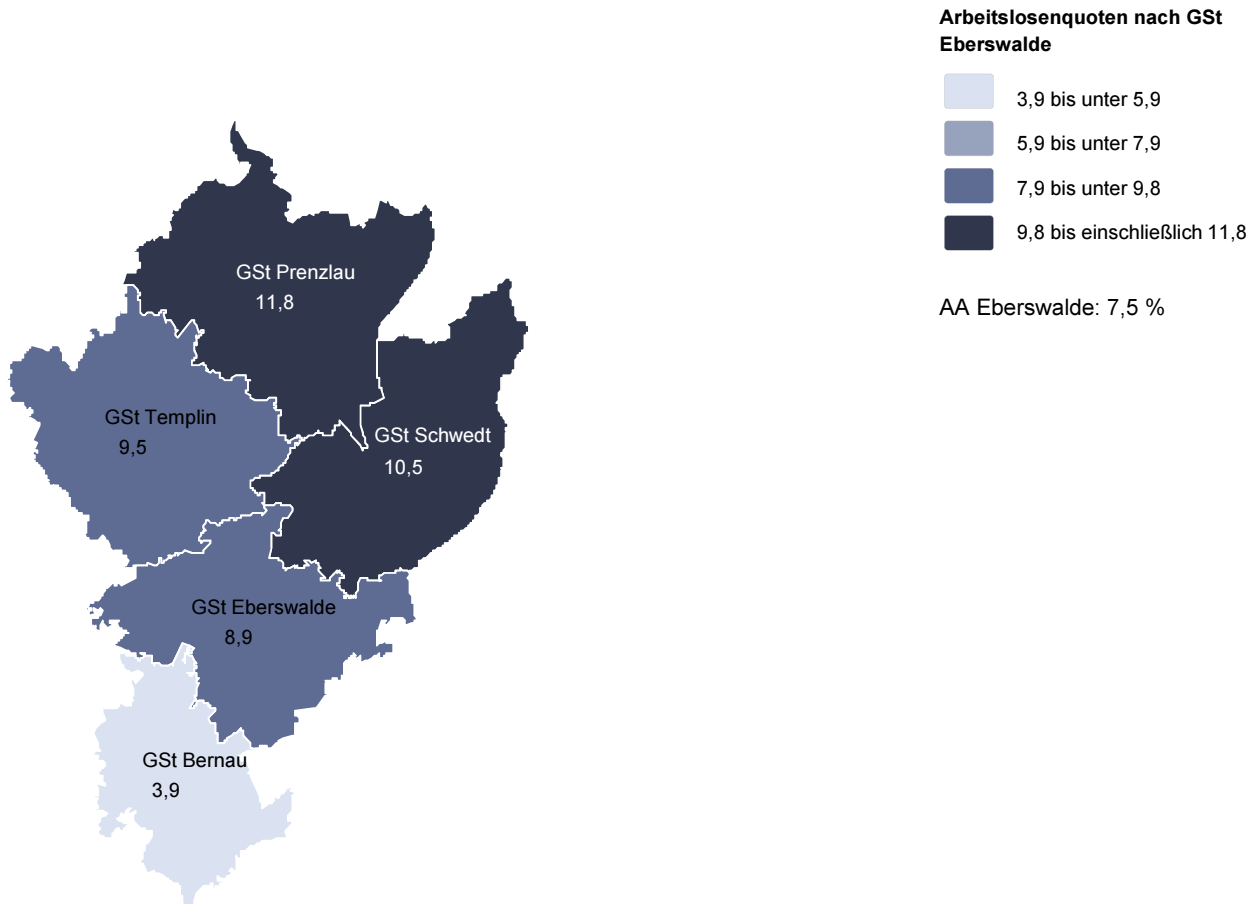 Arbeitslosenquoten nach GSt
Eberswalde
3,9 bis unter 5,9
5,9 bis unter 7,9
7,9 bis unter 9,8
9,8 bis einschließlich 11,8
AA Eberswalde: 7,5 %
GSt Prenzlau
11,8
GSt Templin
9,5
GSt Schwedt
10,5
GSt Eberswalde
8,9
GSt Bernau
3,9